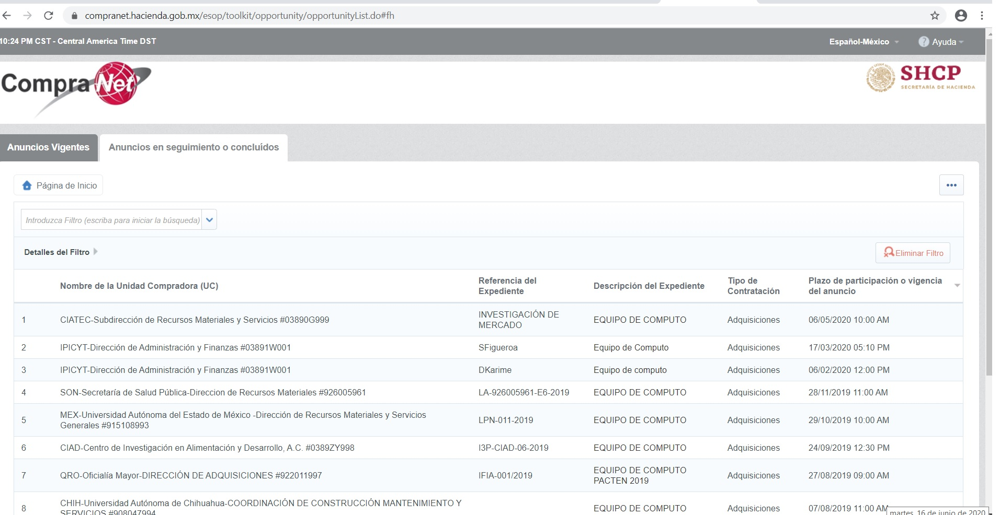 compranet.hacienda.gob.mx/esop/toolkit/opportunity/opportunityList.do#fh
10:24 PM CST - Central America Time DST
Español-México
? Ayuda
CompraNet
SHCP
SECRETARÍA DE HACIENDA
Anuncios Vigentes
Anuncios en seguimiento o concluídos
Página de Inicio
Introduzca Filtro (escriba para iniciar la búsqueda)
Detalles del Filtro
Eliminar Filtro
Nombre de la Unidad Compradora (UC)
Referencia del
Expediente
Descripción del Expediente
Tipo de
Contratación
Plazo de participación o vigencia
del anuncio
1
CIATEC-Subdirección de Recursos Materiales y Servicios #03890G999
INVESTIGACIÓN DE
MERCADO
EQUIPO DE COMPUTO
Adquisiciones
06/05/2020 10:00 AM
2
IPICYT-Dirección de Administración y Finanzas #03891W001
SFigueroa
Equipo de Computo
Adquisiciones
17/03/2020 05:10 PM
3
IPICYT-Dirección de Administración y Finanzas #03891W001
DKarime
Equipo de computo
Adquisiciones
06/02/2020 12:00 PM
4
SON-Secretaría de Salud Pública-Direccion de Recursos Materiales #926005961
LA-926005961-E6-2019
EQUIPO DE COMPUTO
Adquisiciones
28/11/2019 11:00 AM
5
MEX-Universidad Autónoma del Estado de México -Dirección de Recursos Materiales y Servicios
Generales #915108993
LPN-011-2019
EQUIPO DE COMPUTO
Adquisiciones
29/10/2019 10:00 AM
6
CIAD-Centro de Investigación en Alimentación y Desarrollo, A.C. #0389ZY998
I3P-CIAD-06-2019
EQUIPO DE COMPUTO
Adquisiciones
24/09/2019 12:30 PM
7
QRO-Oficialía Mayor-DIRECCIÓN DE ADQUISICIONES #922011997
IFIA-001/2019
EQUIPO DE COMPUTO
PACTEN 2019
Adquisiciones
27/08/2019 09:00 AM
8
CHIH-Universidad Autónoma de Chihuahua-COORDINACIÓN DE CONSTRUCCIÓN MANTENIMIENTO Y
SERVICIOS #908047994
EQUIPO DE COMPUTO
Adquisiciones
07/08/2019 11:00 AM
martes, 16 de junio de 2020